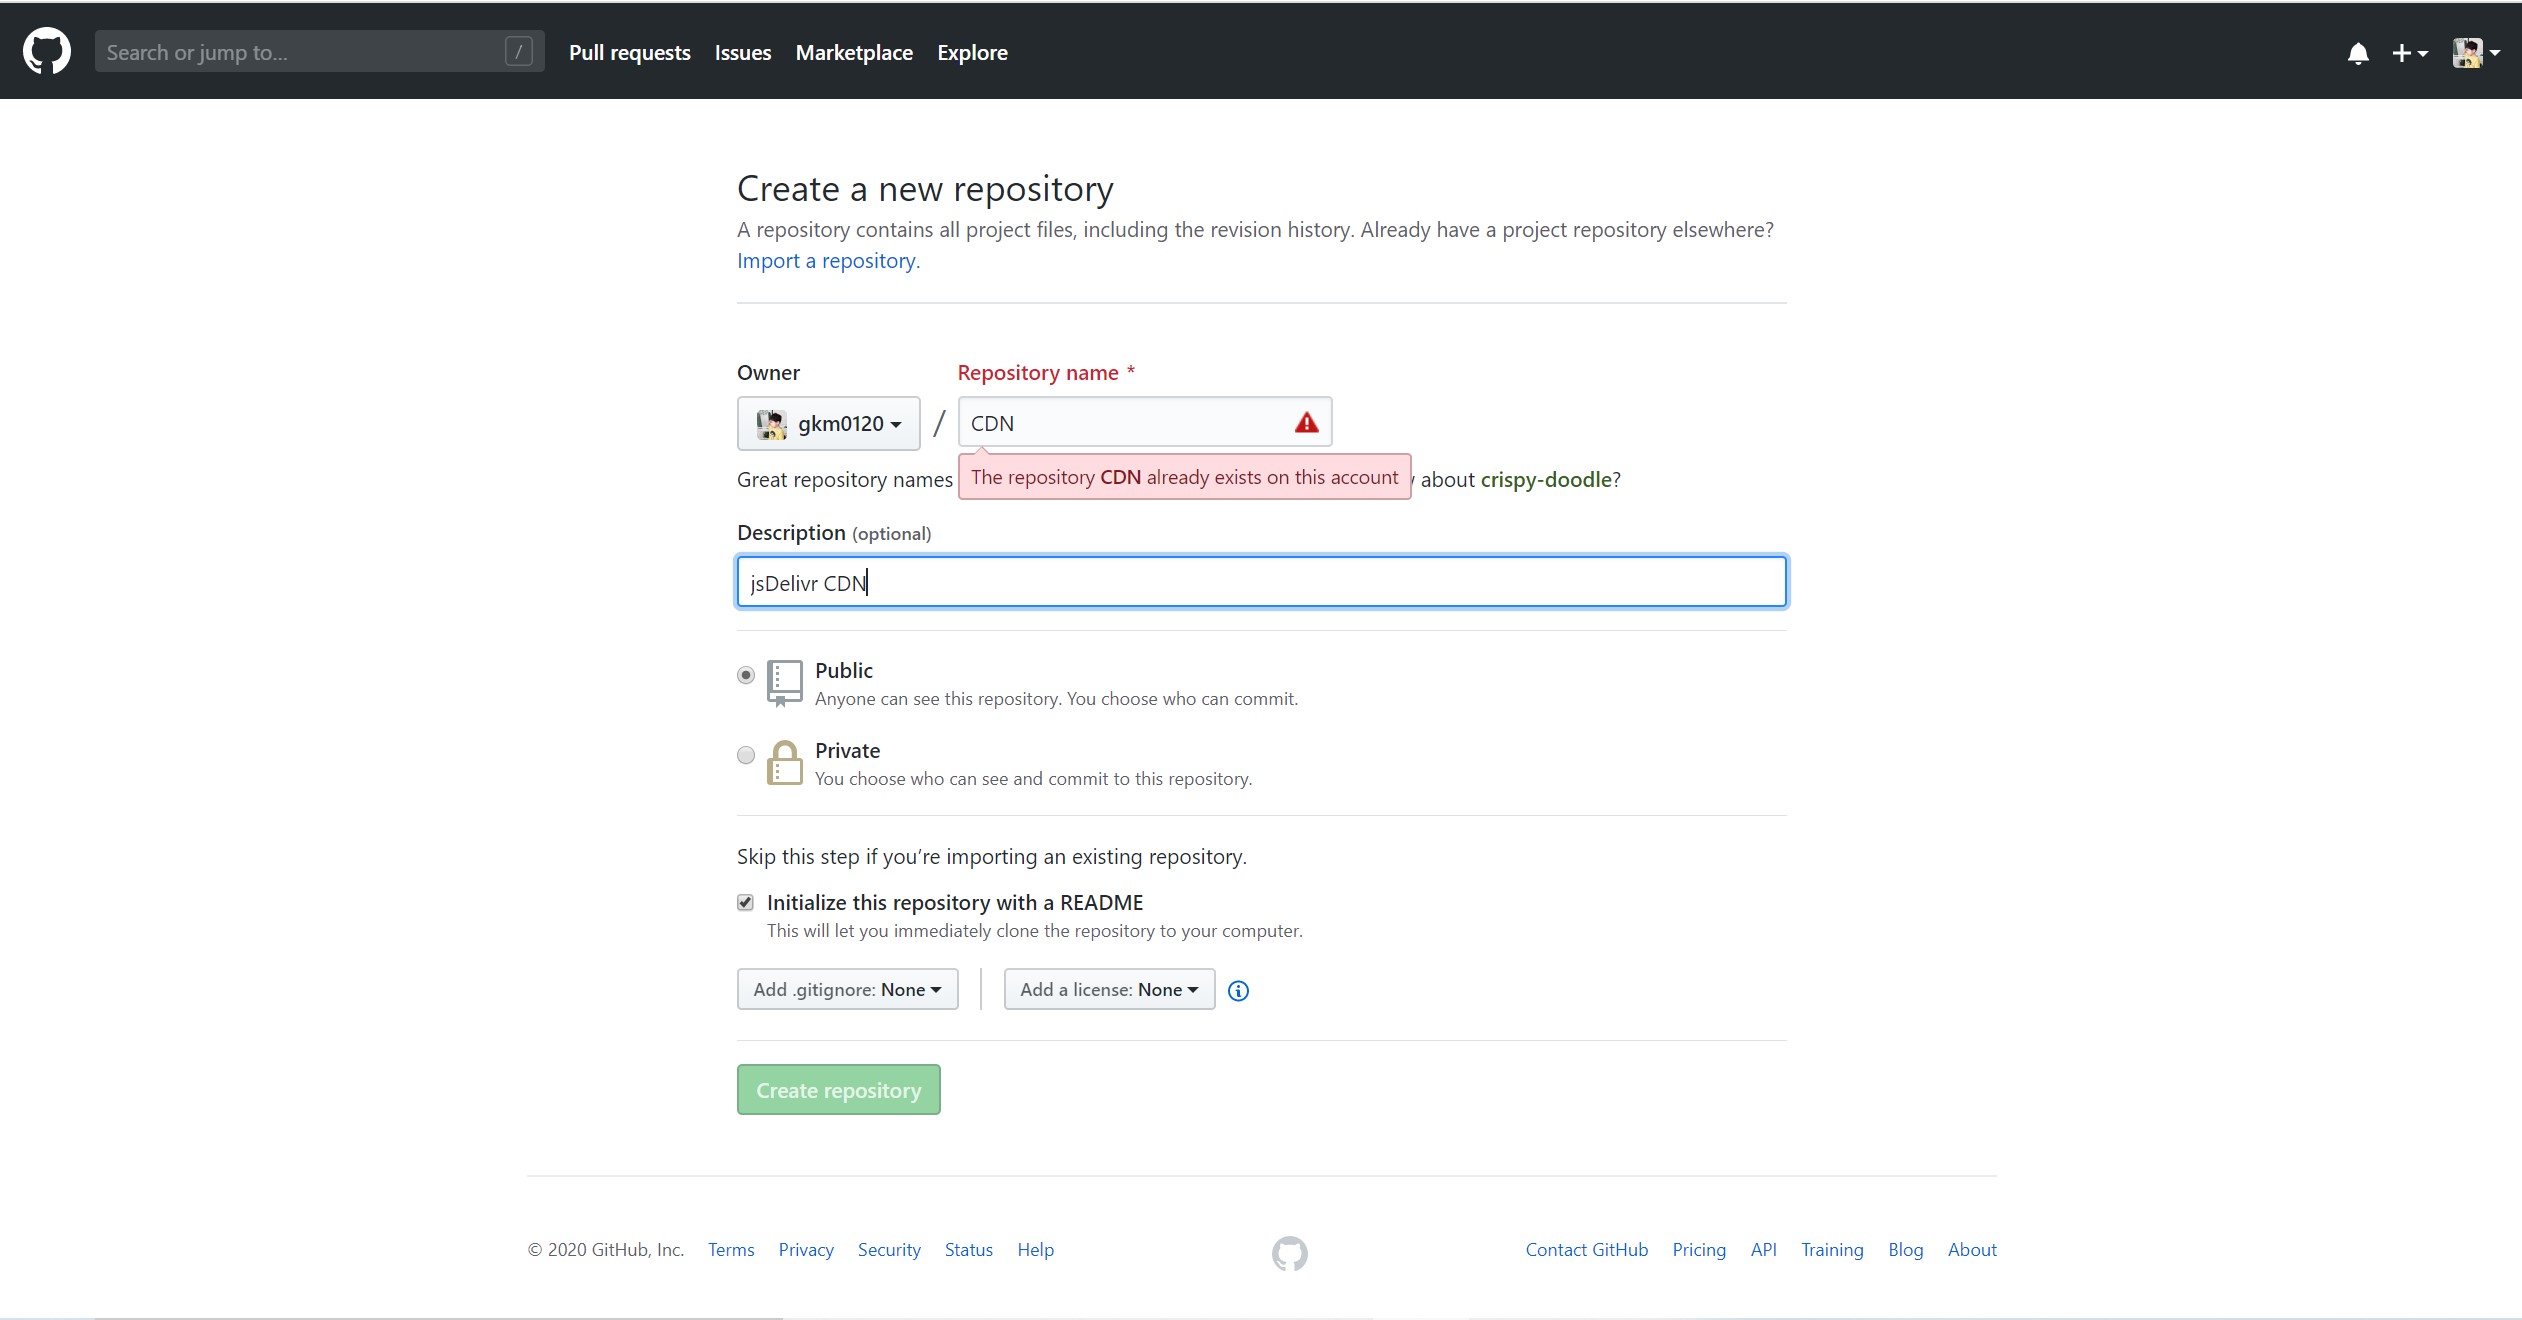 Search or jump to... / Pull requests Issues Marketplace Explore
Create a new repository
A repository contains all project files, including the revision history. Already have a project repository elsewhere?
Import a repository.
Owner Repository name *
gkm0120 / CDN
The repository CDN already exists on this account
Great repository names about crispy-doodle?
Description (optional)
jsDelivr CDN
Public
Anyone can see this repository. You choose who can commit.
Private
You choose who can see and commit to this repository.
Skip this step if you’re importing an existing repository.
Initialize this repository with a README
This will let you immediately clone the repository to your computer.
Add .gitignore: None Add a license: None
Create repository
© 2020 GitHub, Inc. Terms Privacy Security Status Help Contact GitHub Pricing API Training Blog About